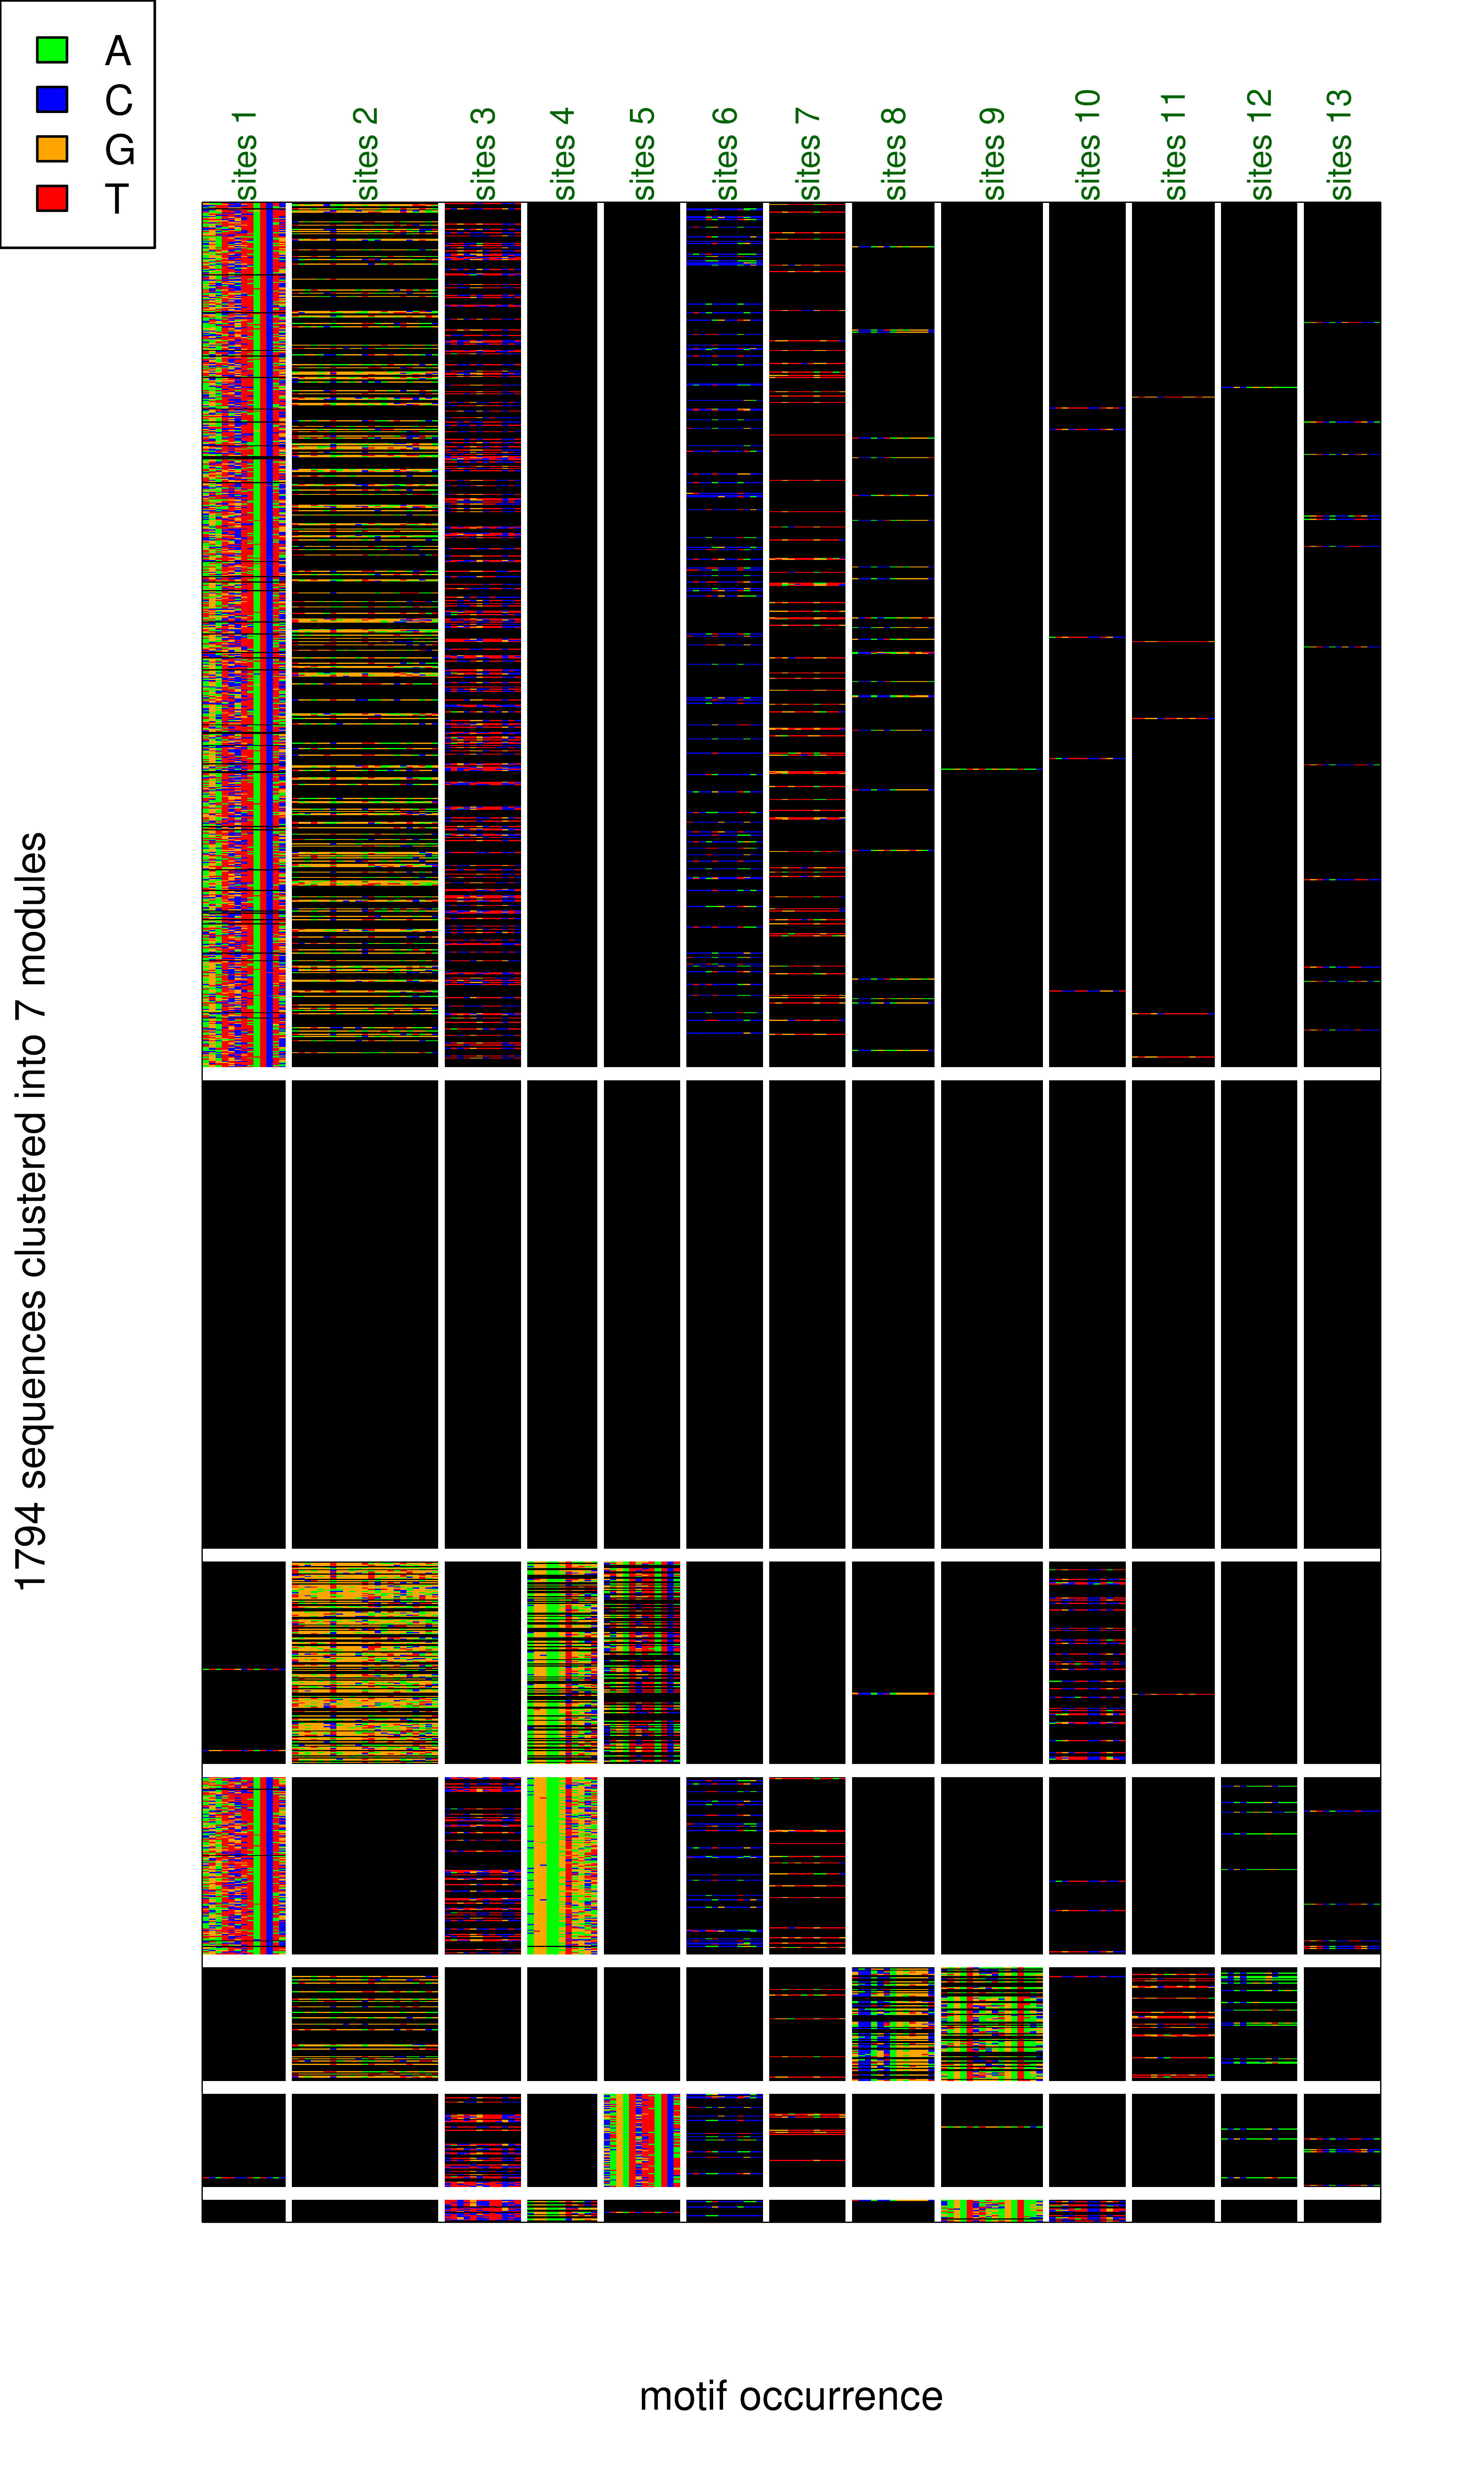 A
C
G
T
sites 1
sites 2
sites 3
sites 4
sites 5
sites 6
sites 7
sites 8
sites 9
sites 10
sites 11
sites 12
sites 13
1794 sequences clustered into 7 modules
motif occurrence